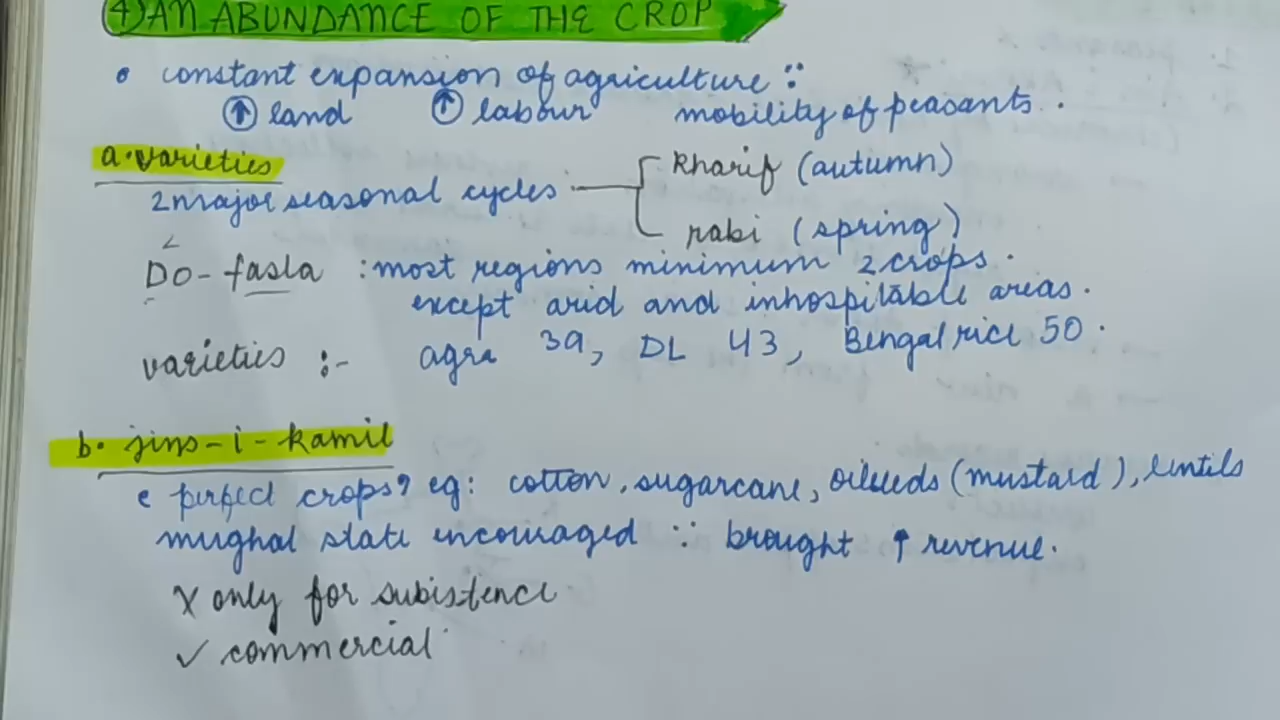 (4) AN ABUNDANCE OF THE CROP
• constant expansion of agriculture ∵
↑ land ↑ labour mobility of peasants.
a. varieties
2 major seasonal cycles — kharif (autumn)
rabi (spring)
Do-fasla : most regions minimum 2 crops.
except arid and inhospitable areas.
varieties :- agra 39, DL 43, Bengal rice 50.
b. jins-i-kamil
c perfect crops? eg: cotton, sugarcane, oilseeds (mustard), lentils
mughal state encouraged ∵ brought ↑ revenue.
x only for subistence
✓ commercial